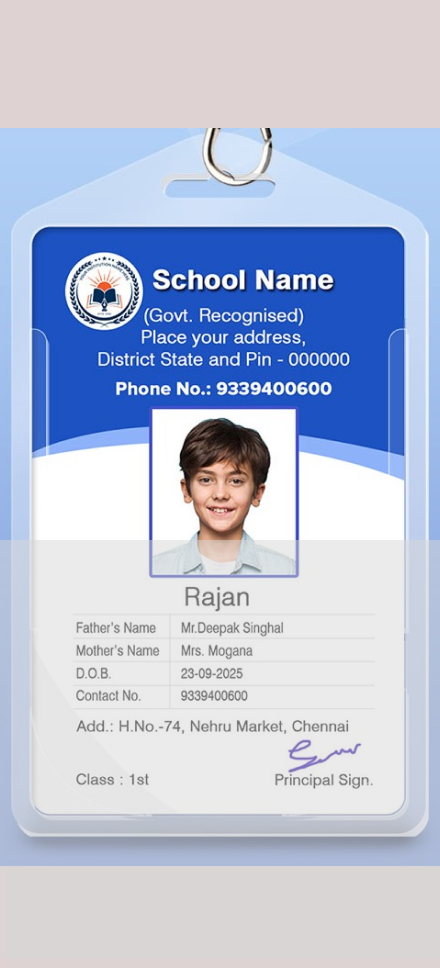 School Name
(Govt. Recognised)
Place your address,
District State and Pin - 000000
Phone No.: 9339400600
Rajan
Father's Name Mr.Deepak Singhal
Mother's Name Mrs. Mogana
D.O.B. 23-09-2025
Contact No. 9339400600
Add.: H.No.-74, Nehru Market, Chennai
Class : 1st
Principal Sign.